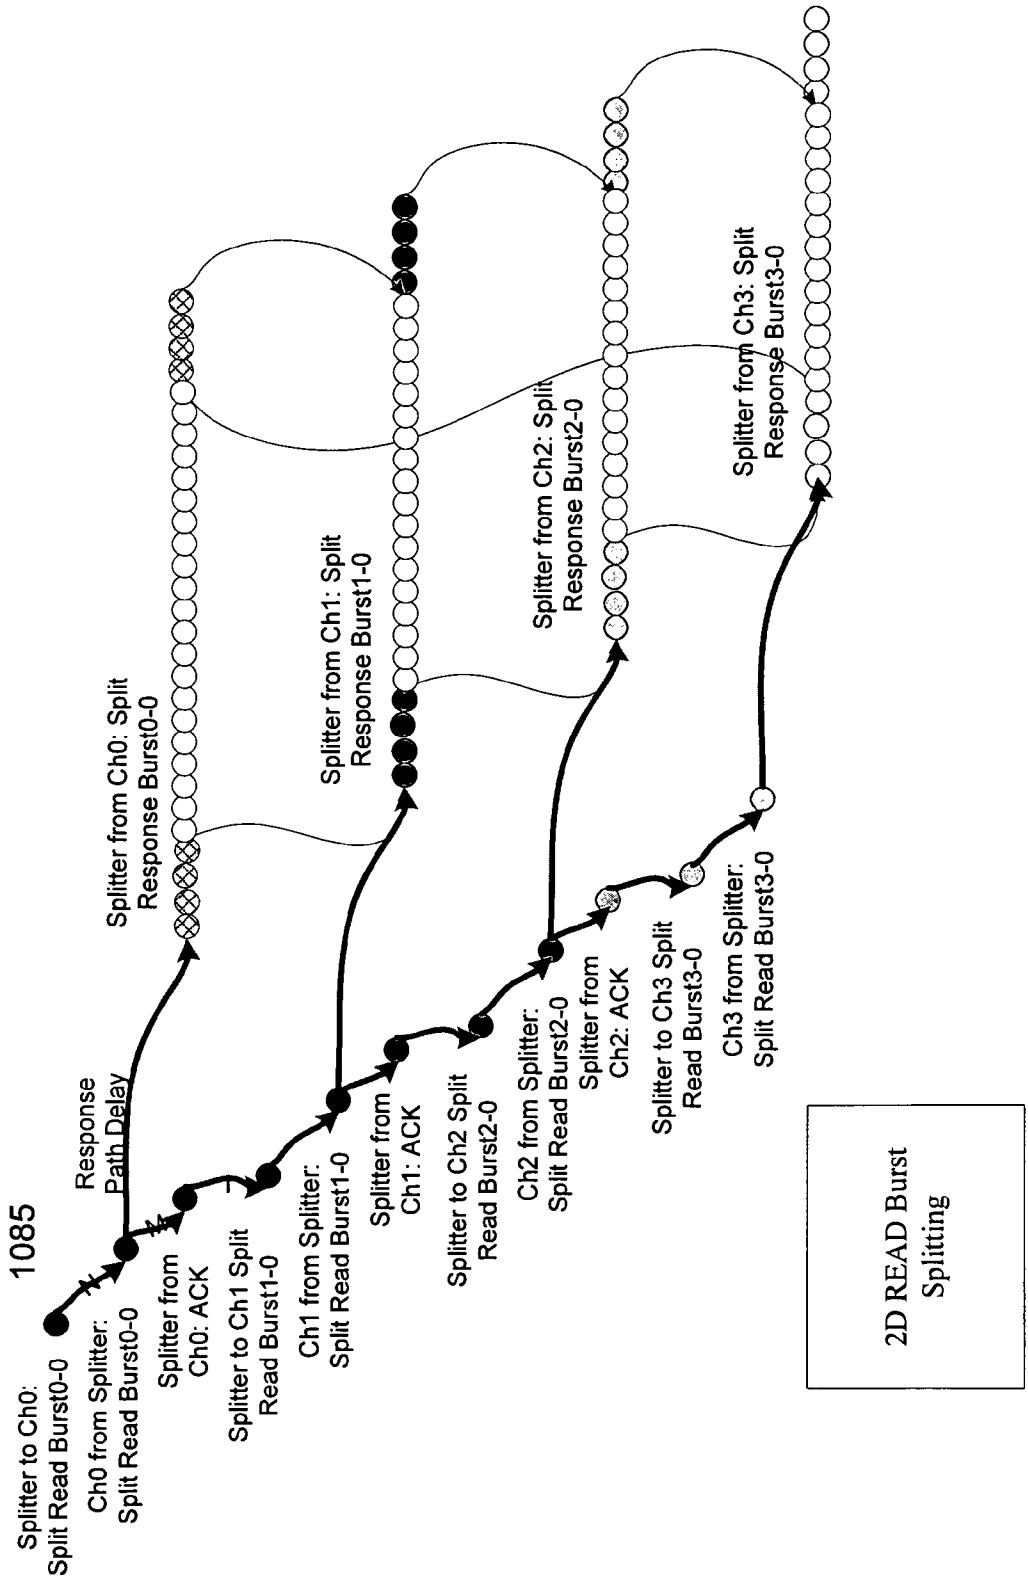 1085
Splitter to Ch0:
Split Read Burst0-0
Ch0 from Splitter:
Split Read Burst0-0
Response
Path Delay
Splitter from
Ch0: ACK
Splitter to Ch1 Split
Read Burst1-0
Ch1 from Splitter:
Split Read Burst1-0
Splitter from
Ch1: ACK
Splitter to Ch2 Split
Read Burst2-0
Ch2 from Splitter:
Split Read Burst2-0
Splitter from
Ch2: ACK
Splitter to Ch3 Split
Read Burst3-0
Ch3 from Splitter:
Split Read Burst3-0
Splitter from Ch0: Split
Response Burst0-0
Splitter from Ch1: Split
Response Burst1-0
Splitter from Ch2: Split
Response Burst2-0
Splitter from Ch3: Split
Response Burst3-0
2D READ Burst
Splitting